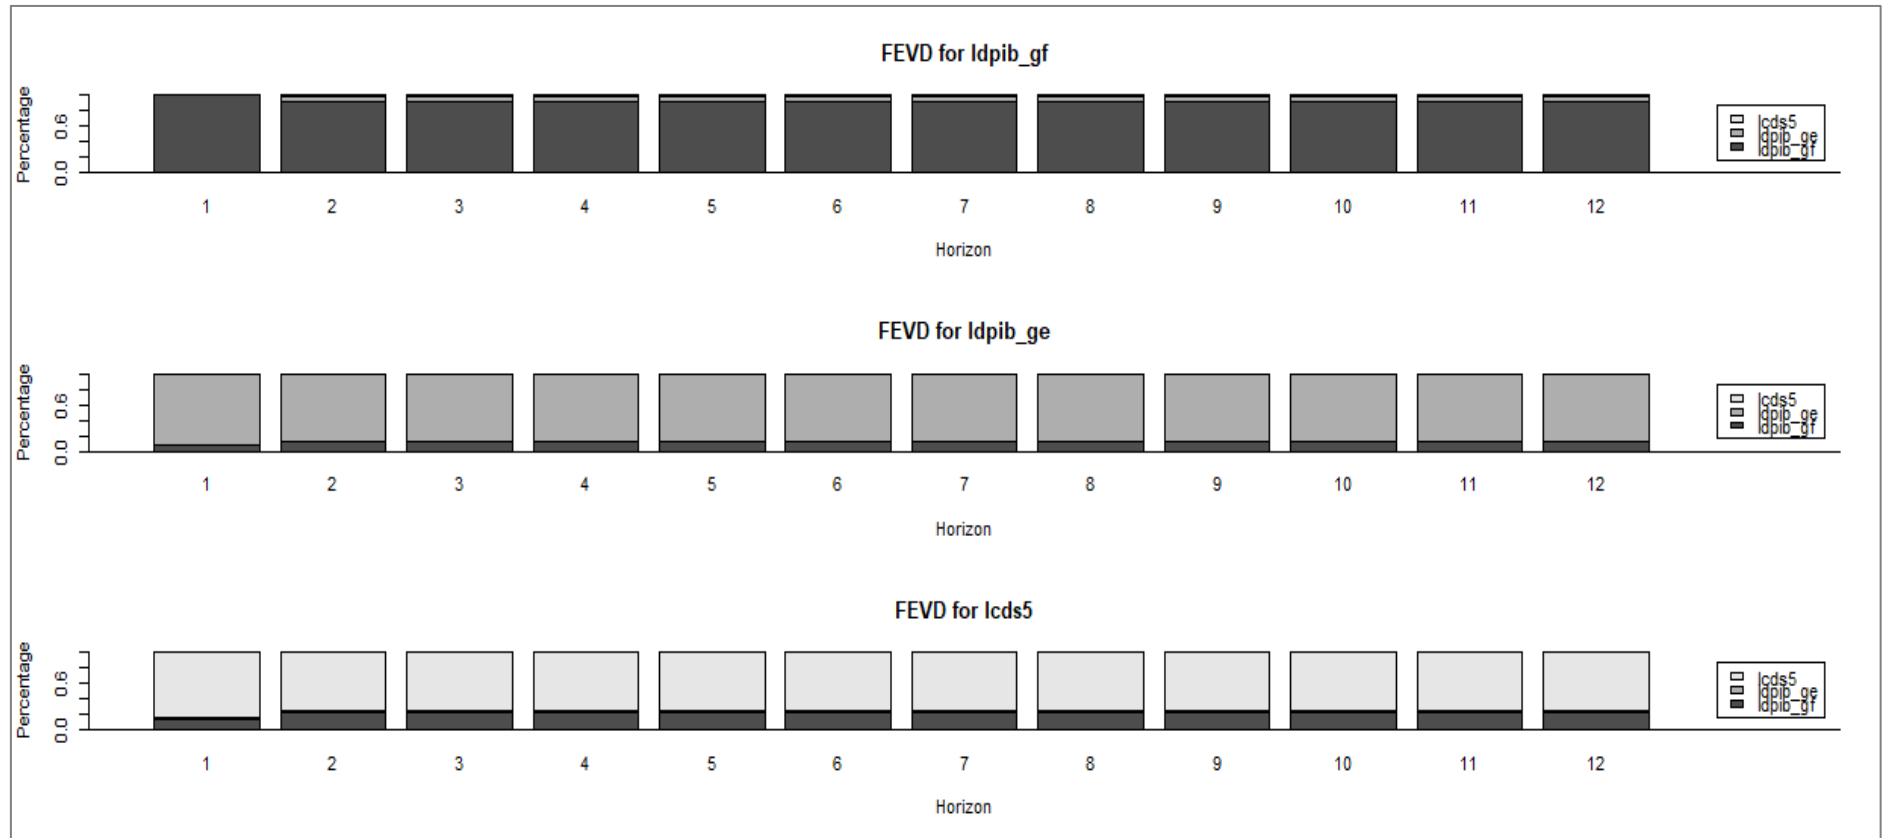 FEVD for ldpib_gf
Percentage
0.6
0.0
lcds5
ldpib_ge
ldpib_gf
1 2 3 4 5 6 7 8 9 10 11 12
Horizon
FEVD for ldpib_ge
Percentage
0.6
0.0
lcds5
ldpib_ge
ldpib_gf
1 2 3 4 5 6 7 8 9 10 11 12
Horizon
FEVD for lcds5
Percentage
0.6
0.0
lcds5
ldpib_ge
ldpib_gf
1 2 3 4 5 6 7 8 9 10 11 12
Horizon